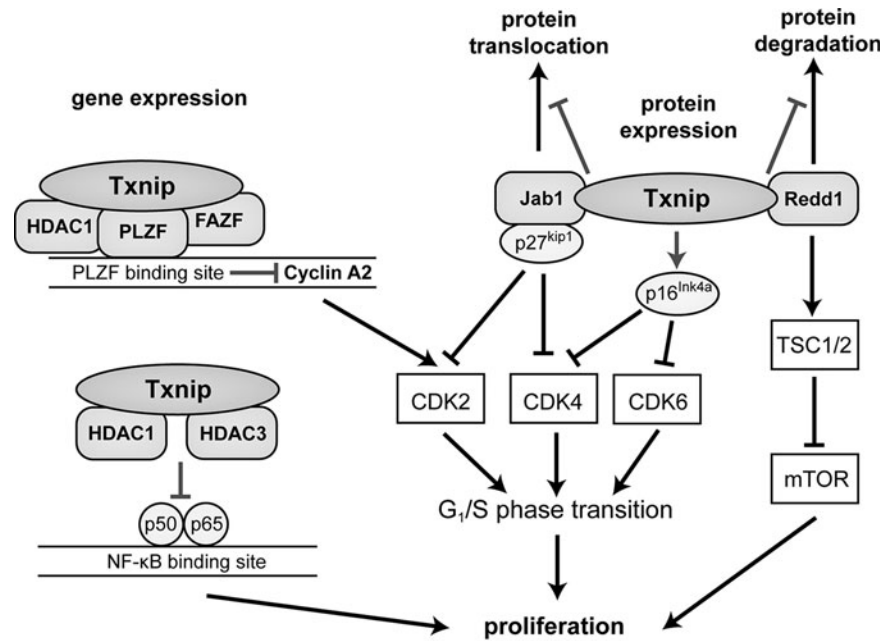 gene expression
Txnip
HDAC1
PLZF
FAZF
PLZF binding site
Cyclin A2
Txnip
HDAC1
HDAC3
p50
p65
NF-κB binding site
protein
translocation
protein
degradation
protein
expression
Jab1
Txnip
Redd1
p27kip1
p16Ink4a
TSC1/2
CDK2
CDK4
CDK6
mTOR
G1/S phase transition
proliferation